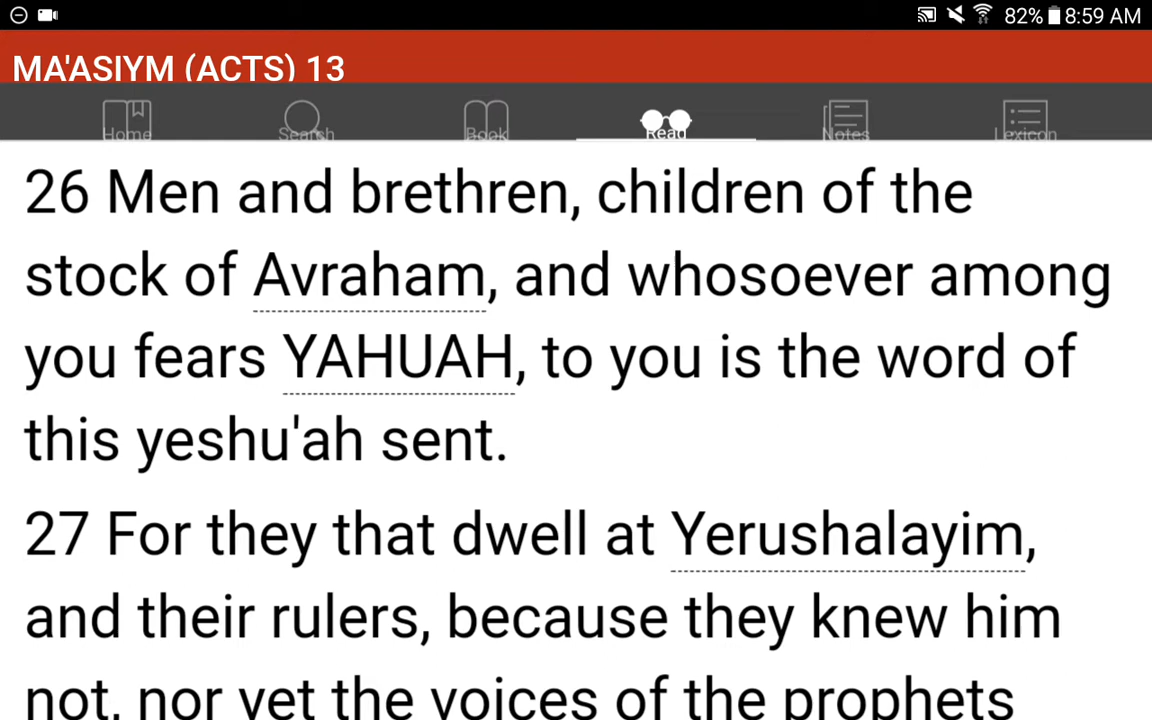 82% 8:59 AM
MA'ASIYM (ACTS) 13
Home Search Book Read Notes Lexicon
26 Men and brethren, children of the
stock of Avraham, and whosoever among
you fears YAHUAH, to you is the word of
this yeshu'ah sent.
27 For they that dwell at Yerushalayim,
and their rulers, because they knew him
not, nor yet the voices of the prophets